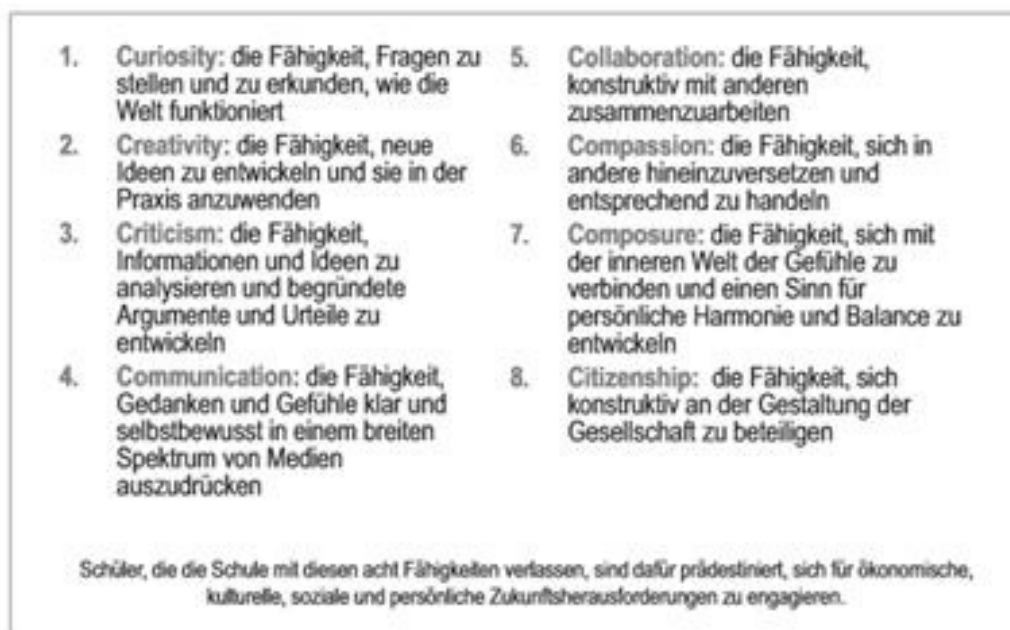 1. Curiosity: die Fähigkeit, Fragen zu
stellen und zu erkunden, wie die
Welt funktioniert
2. Creativity: die Fähigkeit, neue
Ideen zu entwickeln und sie in der
Praxis anzuwenden
3. Criticism: die Fähigkeit,
Informationen und Ideen zu
analysieren und begründete
Argumente und Urteile zu
entwickeln
4. Communication: die Fähigkeit,
Gedanken und Gefühle klar und
selbstbewusst in einem breiten
Spektrum von Medien
auszudrücken
5. Collaboration: die Fähigkeit,
konstruktiv mit anderen
zusammenzuarbeiten
6. Compassion: die Fähigkeit, sich in
andere hineinzuversetzen und
entsprechend zu handeln
7. Composure: die Fähigkeit, sich mit
der inneren Welt der Gefühle zu
verbinden und einen Sinn für
persönliche Harmonie und Balance zu
entwickeln
8. Citizenship: die Fähigkeit, sich
konstruktiv an der Gestaltung der
Gesellschaft zu beteiligen
Schüler, die die Schule mit diesen acht Fähigkeiten verlassen, sind dafür prädestiniert, sich für ökonomische,
kulturelle, soziale und persönliche Zukunftsherausforderungen zu engagieren.